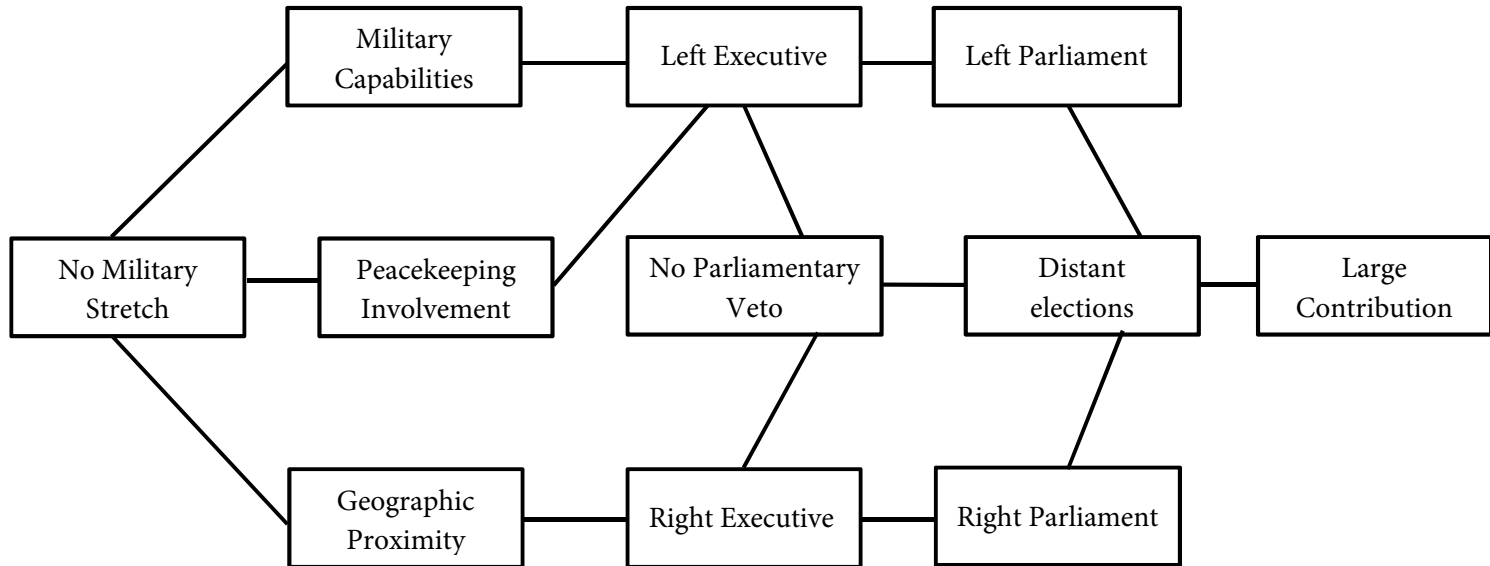 Military
Capabilities
Left Executive
Left Parliament
No Military
Stretch
Peacekeeping
Involvement
No Parliamentary
Veto
Distant
elections
Large
Contribution
Geographic
Proximity
Right Executive
Right Parliament